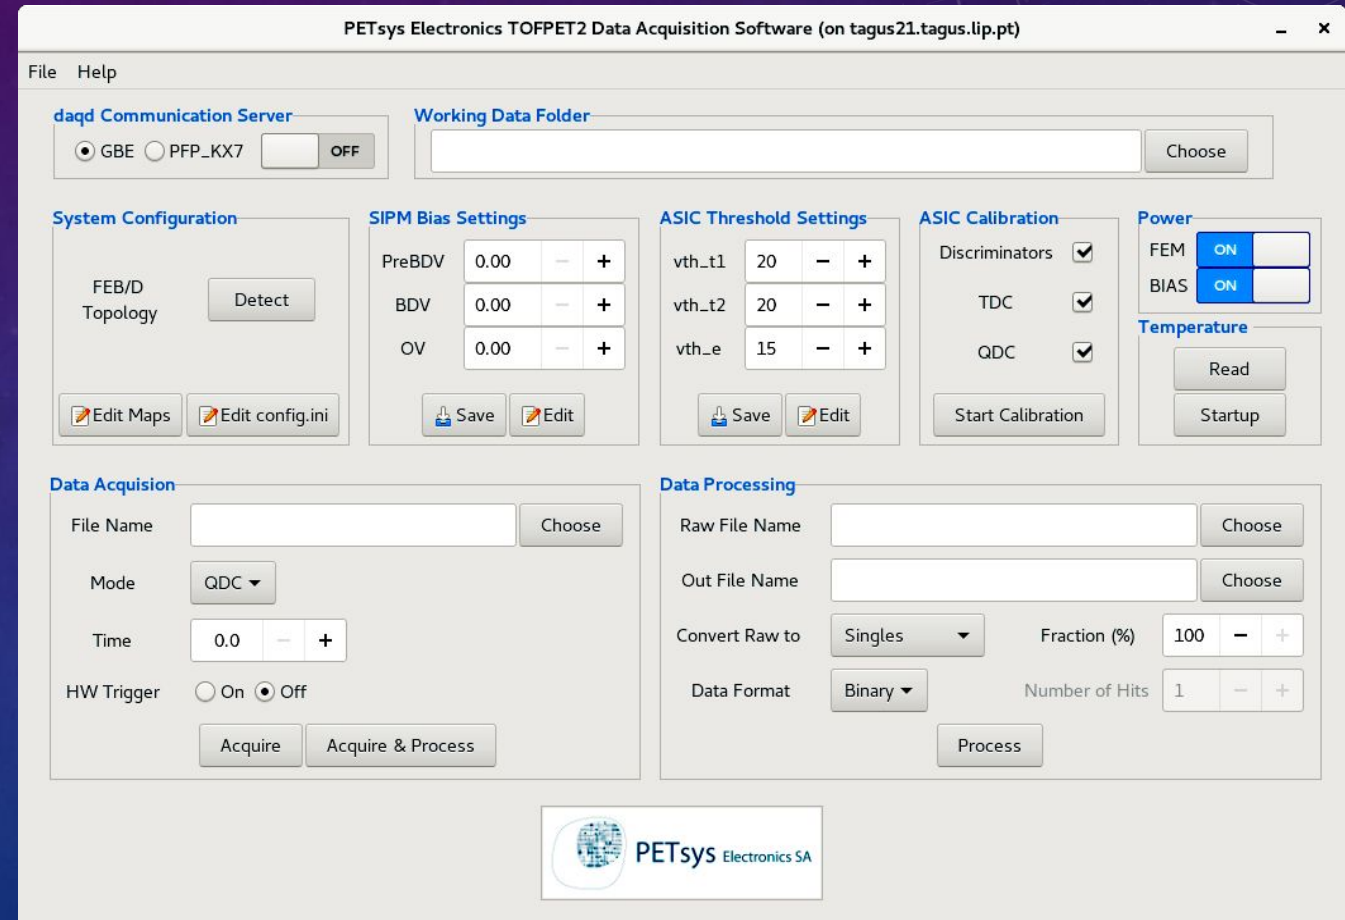 PETsys Electronics TOFPET2 Data Acquisition Software (on tagus21.tagus.lip.pt)
File Help
daqd Communication Server
GBE PFP_KX7 OFF
Working Data Folder
Choose
System Configuration
FEB/D
Topology
Detect
Edit Maps Edit config.ini
SIPM Bias Settings
PreBDV 0.00 − +
BDV 0.00 − +
OV 0.00 − +
Save Edit
ASIC Threshold Settings
vth_t1 20 − +
vth_t2 20 − +
vth_e 15 − +
Save Edit
ASIC Calibration
Discriminators
TDC
QDC
Start Calibration
Power
FEM ON
BIAS ON
Temperature
Read
Startup
Data Acquision
File Name Choose
Mode QDC
Time 0.0 − +
HW Trigger On Off
Acquire Acquire & Process
Data Processing
Raw File Name Choose
Out File Name Choose
Convert Raw to Singles Fraction (%) 100 − +
Data Format Binary Number of Hits 1 − +
Process
PETsys Electronics SA